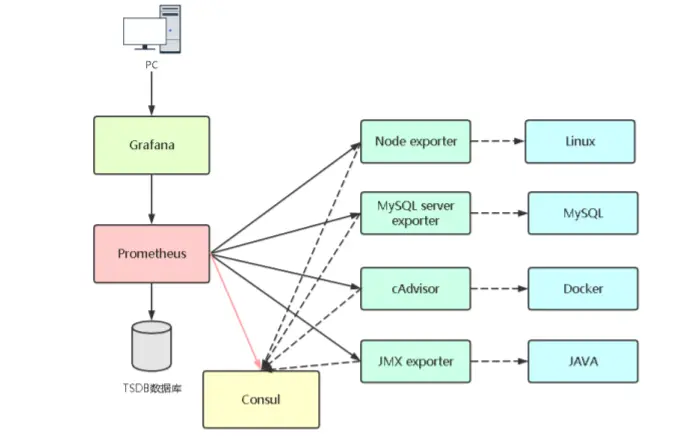 PC
Grafana
Prometheus
TSDB数据库
Consul
Node exporter
Linux
MySQL server
exporter
MySQL
cAdvisor
Docker
JMX exporter
JAVA